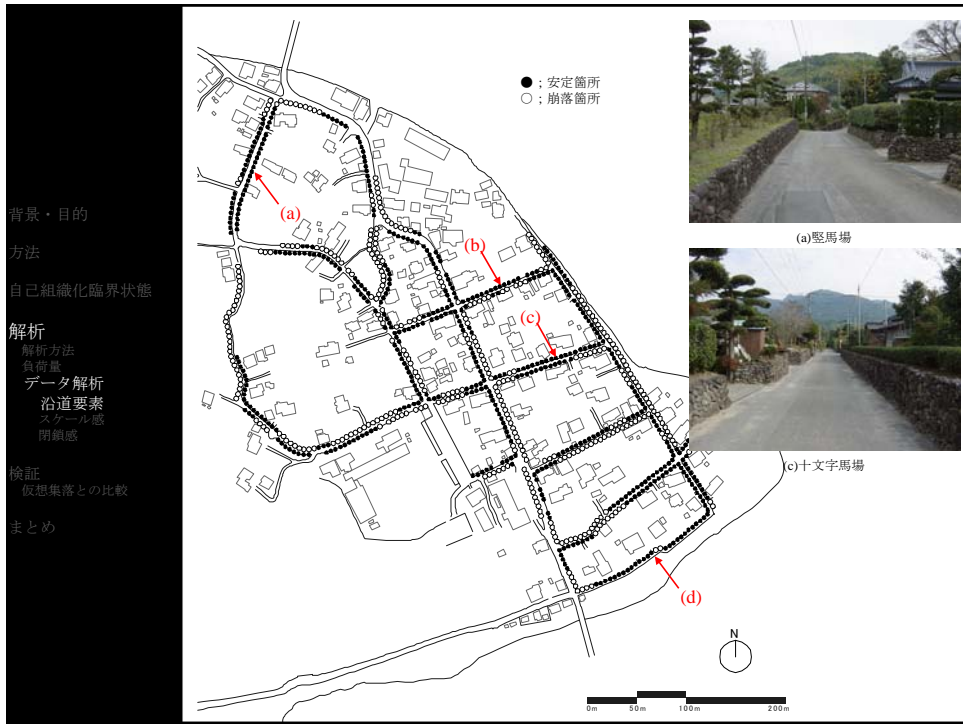 背景・目的
方法
自己組織化臨界状態
解析
解析方法
負荷量
データ解析
沿道要素
スケール感
閉鎖感
検証
仮想集落との比較
まとめ
●；安定箇所
○；崩落箇所
(a)
(b)
(c)
(d)
(a)竪馬場
(c)十文字馬場
N
0m 50m 100m 200m